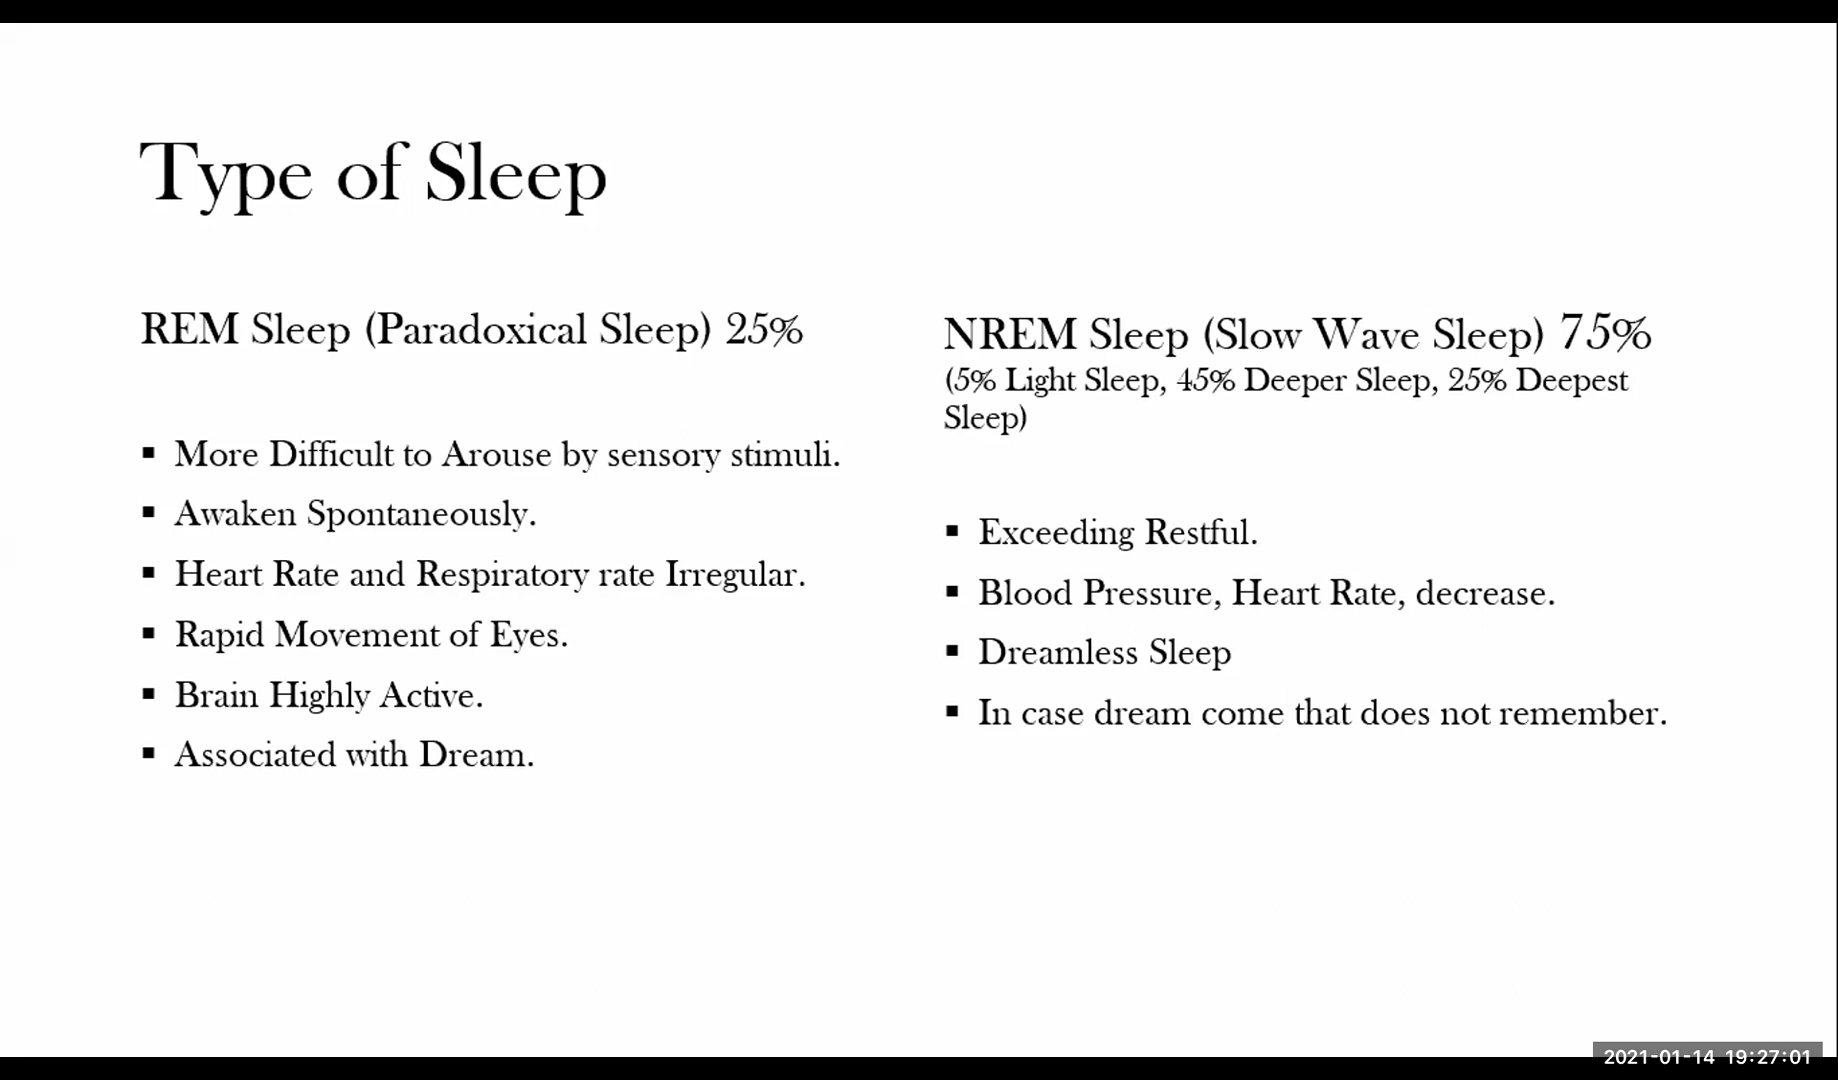 Type of Sleep
REM Sleep (Paradoxical Sleep) 25%
▪ More Difficult to Arouse by sensory stimuli.
▪ Awaken Spontaneously.
▪ Heart Rate and Respiratory rate Irregular.
▪ Rapid Movement of Eyes.
▪ Brain Highly Active.
▪ Associated with Dream.
NREM Sleep (Slow Wave Sleep) 75%
(5% Light Sleep, 45% Deeper Sleep, 25% Deepest
Sleep)
▪ Exceeding Restful.
▪ Blood Pressure, Heart Rate, decrease.
▪ Dreamless Sleep
▪ In case dream come that does not remember.
2021-01-14 19:27:01